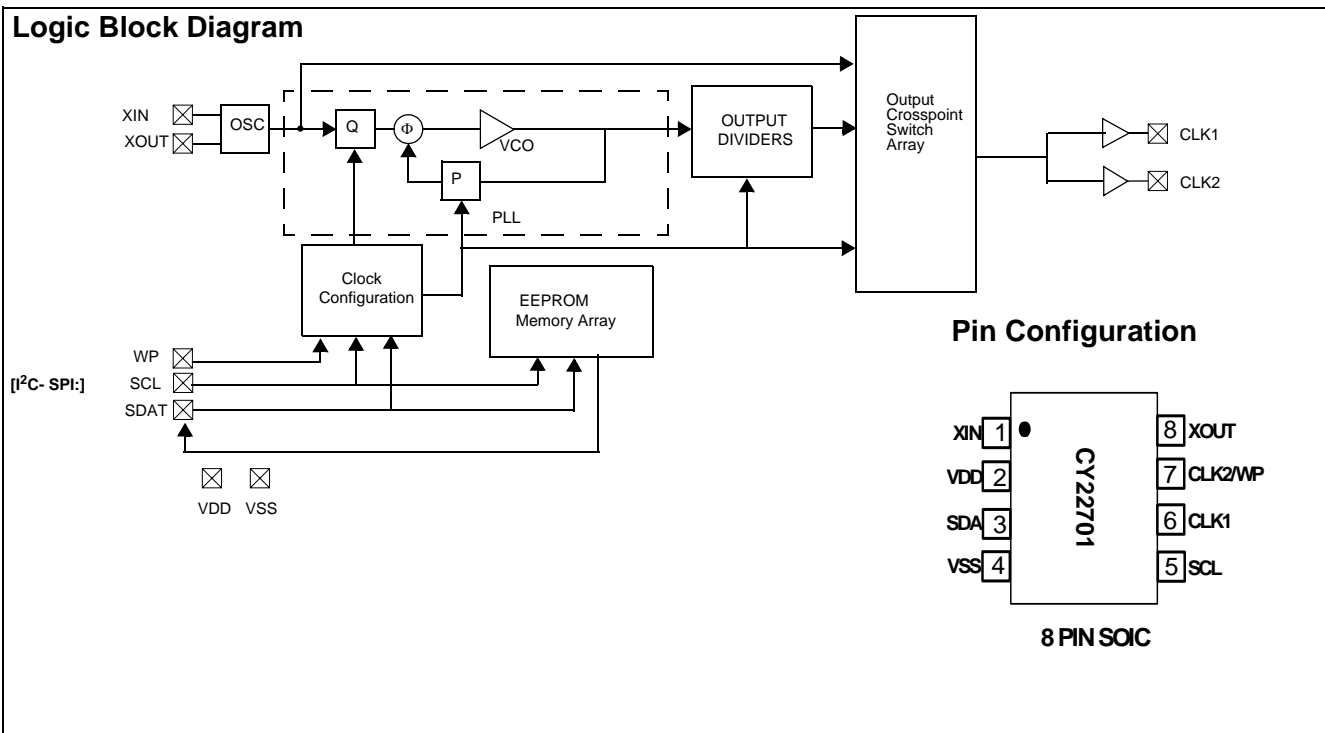 Logic Block Diagram
XIN
XOUT
OSC
Q
Φ
VCO
P
PLL
OUTPUT
DIVIDERS
Output
Crosspoint
Switch
Array
CLK1
CLK2
Clock
Configuration
EEPROM
Memory Array
WP
[I²C- SPI:]
SCL
SDAT
VDD VSS
Pin Configuration
XIN 1
VDD 2
SDA 3
VSS 4
CY22701
8 XOUT
7 CLK2/WP
6 CLK1
5 SCL
8 PIN SOIC